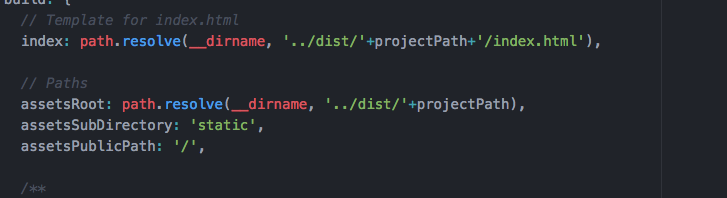 build: {
// Template for index.html
index: path.resolve(__dirname, '../dist/'+projectPath+'/index.html'),
// Paths
assetsRoot: path.resolve(__dirname, '../dist/'+projectPath),
assetsSubDirectory: 'static',
assetsPublicPath: '/',
/**